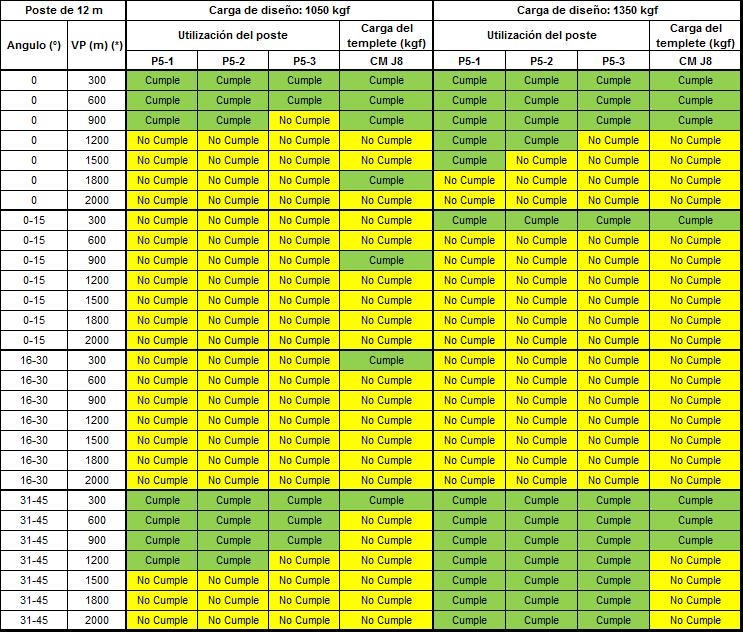 Poste de 12 m Carga de diseño: 1050 kgf Carga de diseño: 1350 kgf
Angulo (°) VP (m) (*) Utilización del poste Carga del templete (kgf) Utilización del poste Carga del templete (kgf)
P5-1 P5-2 P5-3 CM J8 P5-1 P5-2 P5-3 CM J8
0 300 Cumple Cumple Cumple Cumple Cumple Cumple Cumple Cumple
0 600 Cumple Cumple Cumple Cumple Cumple Cumple Cumple Cumple
0 900 Cumple Cumple No Cumple Cumple Cumple Cumple Cumple Cumple
0 1200 No Cumple No Cumple No Cumple No Cumple Cumple Cumple No Cumple No Cumple
0 1500 No Cumple No Cumple No Cumple No Cumple Cumple No Cumple No Cumple No Cumple
0 1800 No Cumple No Cumple No Cumple Cumple No Cumple No Cumple No Cumple No Cumple
0 2000 No Cumple No Cumple No Cumple No Cumple No Cumple No Cumple No Cumple No Cumple
0-15 300 No Cumple No Cumple No Cumple No Cumple Cumple Cumple Cumple Cumple
0-15 600 No Cumple No Cumple No Cumple No Cumple No Cumple No Cumple No Cumple No Cumple
0-15 900 No Cumple No Cumple No Cumple Cumple No Cumple No Cumple No Cumple No Cumple
0-15 1200 No Cumple No Cumple No Cumple No Cumple No Cumple No Cumple No Cumple No Cumple
0-15 1500 No Cumple No Cumple No Cumple No Cumple No Cumple No Cumple No Cumple No Cumple
0-15 1800 No Cumple No Cumple No Cumple No Cumple No Cumple No Cumple No Cumple No Cumple
0-15 2000 No Cumple No Cumple No Cumple No Cumple No Cumple No Cumple No Cumple No Cumple
16-30 300 No Cumple No Cumple No Cumple Cumple No Cumple No Cumple No Cumple No Cumple
16-30 600 No Cumple No Cumple No Cumple No Cumple No Cumple No Cumple No Cumple No Cumple
16-30 900 No Cumple No Cumple No Cumple No Cumple No Cumple No Cumple No Cumple No Cumple
16-30 1200 No Cumple No Cumple No Cumple No Cumple No Cumple No Cumple No Cumple No Cumple
16-30 1500 No Cumple No Cumple No Cumple No Cumple No Cumple No Cumple No Cumple No Cumple
16-30 1800 No Cumple No Cumple No Cumple No Cumple No Cumple No Cumple No Cumple No Cumple
16-30 2000 No Cumple No Cumple No Cumple No Cumple No Cumple No Cumple No Cumple No Cumple
31-45 300 Cumple Cumple Cumple Cumple Cumple Cumple Cumple Cumple
31-45 600 Cumple Cumple Cumple No Cumple Cumple Cumple Cumple Cumple
31-45 900 Cumple Cumple Cumple No Cumple Cumple Cumple Cumple Cumple
31-45 1200 Cumple Cumple No Cumple No Cumple Cumple Cumple Cumple No Cumple
31-45 1500 No Cumple No Cumple No Cumple No Cumple Cumple Cumple Cumple No Cumple
31-45 1800 No Cumple No Cumple No Cumple No Cumple Cumple Cumple Cumple No Cumple
31-45 2000 No Cumple No Cumple No Cumple No Cumple Cumple Cumple Cumple No Cumple